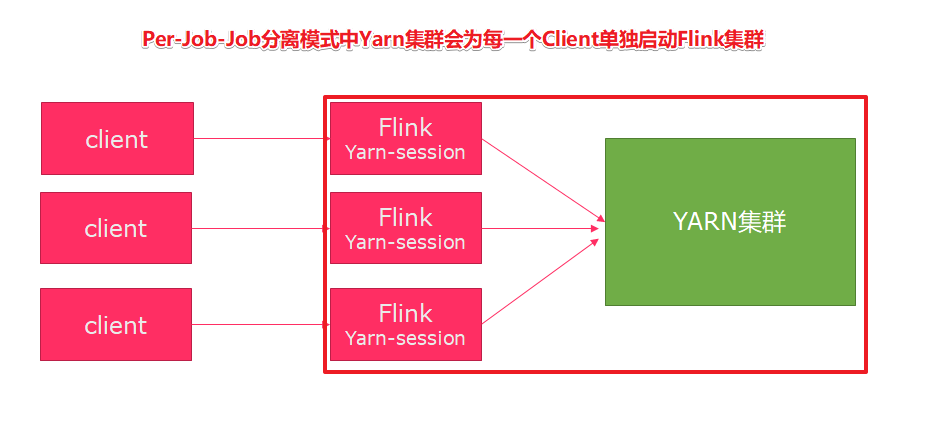 Per-Job-Job分离模式中Yarn集群会为每一个Client单独启动Flink集群
client
Flink
Yarn-session
client
Flink
Yarn-session
YARN集群
client
Flink
Yarn-session